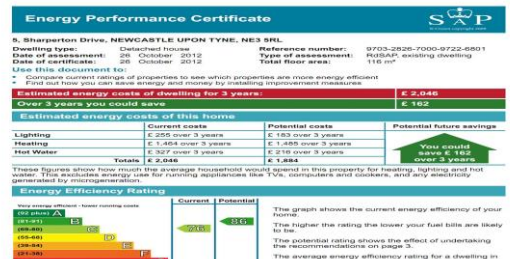 Energy Performance Certificate
SAP
5, Sharperton Drive, NEWCASTLE UPON TYNE, NE3 5RL
Dwelling type: Detached house Reference number: 9703-2826-7000-9722-6801
Date of assessment: 26 October 2012 Type of assessment: RdSAP, existing dwelling
Date of certificate: 26 October 2012 Total floor area: 116 m²
Use this document to:
• Compare current ratings of properties to see which properties are more energy efficient
• Find out how you can save energy and money by installing improvement measures
Estimated energy costs of dwelling for 3 years: £ 2,046
Over 3 years you could save £ 162
Estimated energy costs of this home
Current costs Potential costs Potential future savings
Lighting £ 255 over 3 years £ 183 over 3 years
Heating £ 1,464 over 3 years £ 1,485 over 3 years
Hot Water £ 327 over 3 years £ 216 over 3 years
Totals £ 2,046 £ 1,884
You could
save £ 162
over 3 years
These figures show how much the average household would spend in this property for heating, lighting and hot
water. This excludes energy use for running appliances like TVs, computers and cookers, and any electricity
generated by microgeneration.
Energy Efficiency Rating
Current Potential
Very energy efficient - lower running costs
(92 plus) A
(81-91) B
(69-80) C
(55-68) D
(39-54) E
(21-38) F
76
86
The graph shows the current energy efficiency of your
home.
The higher the rating the lower your fuel bills are likely
to be.
The potential rating shows the effect of undertaking
the recommendations on page 3.
The average energy efficiency rating for a dwelling in